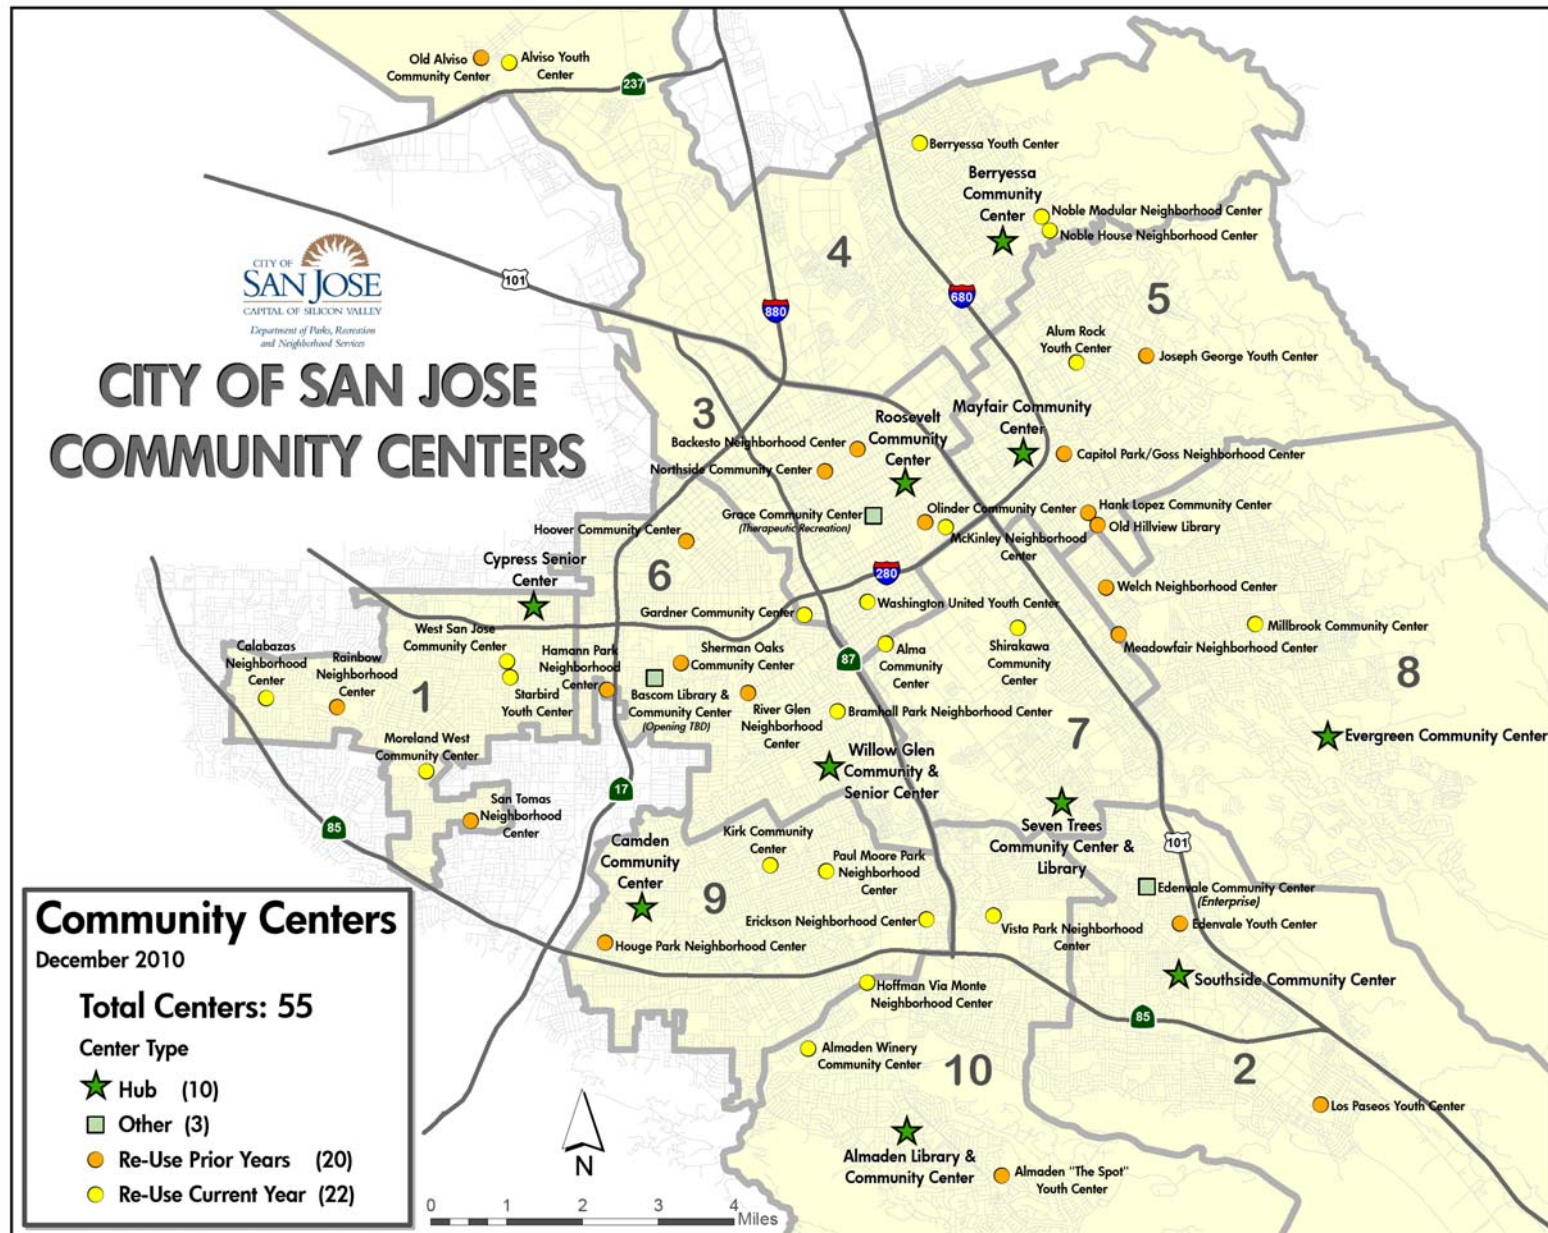 Old Alviso
Community Center
Alviso Youth
Center
237
Berryessa Youth Center
Berryessa
Community
Center
Noble Modular Neighborhood Center
Noble House Neighborhood Center
4
101
CITY OF
SAN JOSE
CAPITAL OF SILICON VALLEY
Department of Parks, Recreation
and Neighborhood Services
CITY OF SAN JOSE
COMMUNITY CENTERS
880
680
5
Alum Rock
Youth Center
Joseph George Youth Center
3
Roosevelt
Community
Center
Mayfair Community
Center
Backesto Neighborhood Center
Northside Community Center
Capitol Park/Goss Neighborhood Center
Grace Community Center
(Therapeutic Recreation)
Olinder Community Center
McKinley Neighborhood
Center
Hank Lopez Community Center
Old Hillview Library
Hoover Community Center
Cypress Senior
Center
6
280
Welch Neighborhood Center
Gardner Community Center
Washington United Youth Center
Shirakawa
Community
Center
Millbrook Community Center
Meadowfair Neighborhood Center
Calabazas
Neighborhood
Center
Rainbow
Neighborhood
Center
1
West San Jose
Community Center
Starbird
Youth Center
Hamann Park
Neighborhood
Center
Sherman Oaks
Community Center
Bascom Library &
Community Center
(Opening TBD)
River Glen
Neighborhood
Center
87
Alma
Community
Center
Bramhall Park Neighborhood Center
7
8
Evergreen Community Center
Moreland West
Community Center
Willow Glen
Community &
Senior Center
17
San Tomas
Neighborhood
Center
85
Seven Trees
Community Center &
Library
101
Camden
Community
Center
Kirk Community
Center
Paul Moore Park
Neighborhood
Center
9
Erickson Neighborhood Center
Vista Park Neighborhood
Center
Edenvale Community Center
(Enterprise)
Edenvale Youth Center
Houge Park Neighborhood Center
Southside Community Center
Hoffman Via Monte
Neighborhood Center
85
Almaden Winery
Community Center
10
2
Los Paseos Youth Center
Almaden Library &
Community Center
Almaden "The Spot"
Youth Center
Community Centers
December 2010
Total Centers: 55
Center Type
Hub (10)
Other (3)
Re-Use Prior Years (20)
Re-Use Current Year (22)
N
0 1 2 3 4
Miles